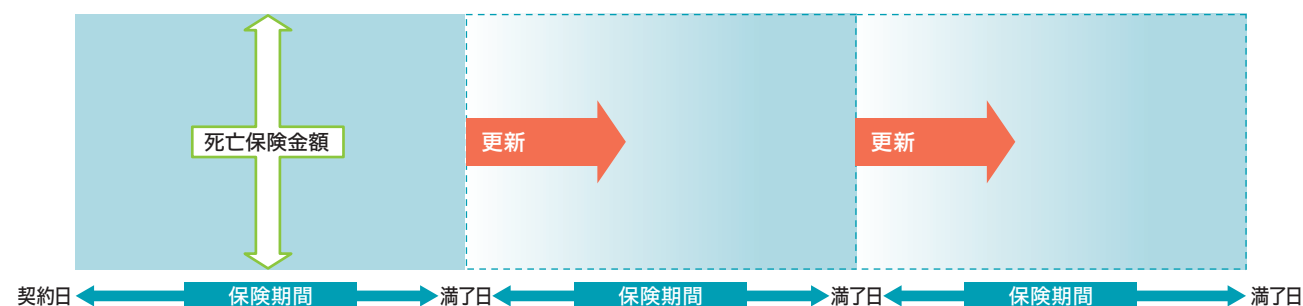 死亡保険金額
更新
更新
契約日
保険期間
満了日
保険期間
満了日
保険期間
満了日